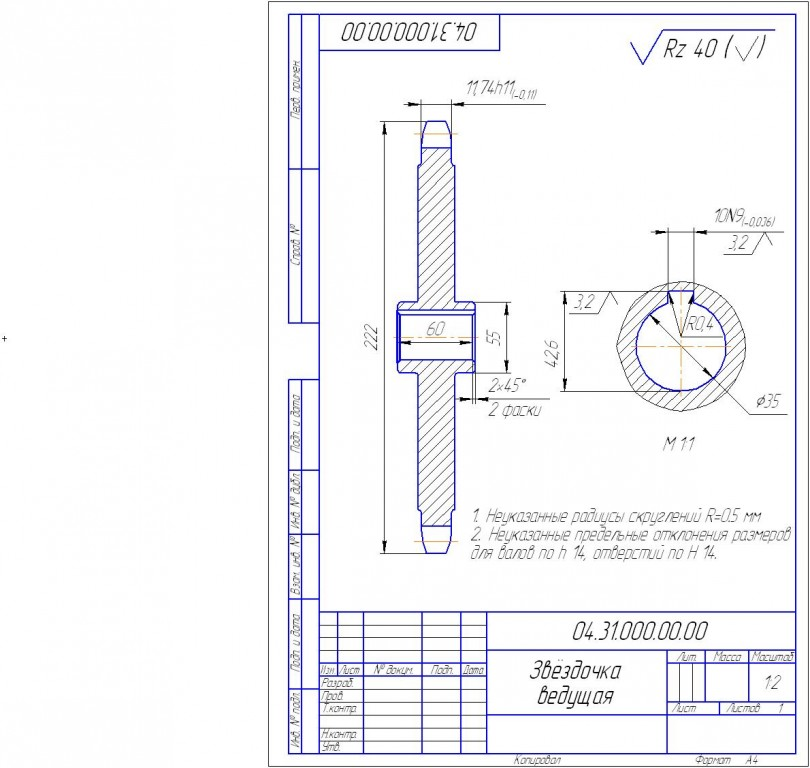 04.31.000.00.00
Rz 40 (√)
11,74h11(-0,11)
10N9(-0,036)
3,2
3,2
222
60
55
42,6
R0,4
2×45°
2 фаски
ϕ35
М 1:1
1. Неуказанные радиусы скруглений R=0.5 мм
2. Неуказанные предельные отклонения размеров
для валов по h 14, отверстий по H 14.
Перв. примен.
Справ. №
Подп. и дата
Инв. № дубл.
Взам. инв. №
Подп. и дата
Инв. № подл.
04.31.000.00.00
Звёздочка
ведущая
Изм. Лист № докум. Подп. Дата
Разраб.
Пров.
Т.контр.
Н.контр.
Утв.
Лит. Масса Масштаб
1:2
Лист Листов 1
Копировал Формат А4